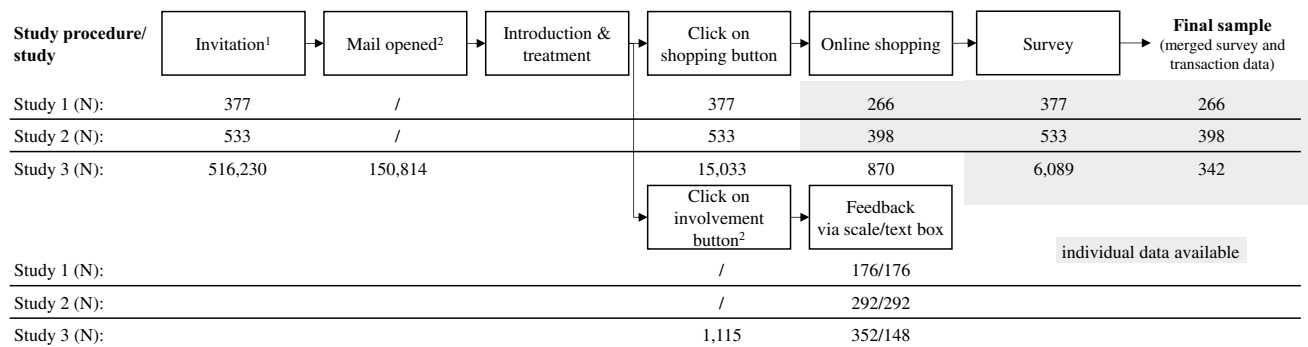 Study procedure/
study
Invitation¹
Mail opened²
Introduction &
treatment
Click on
shopping button
Online shopping
Survey
Final sample
(merged survey and
transaction data)
Study 1 (N): 377 / 377 266 377 266
Study 2 (N): 533 / 533 398 533 398
Study 3 (N): 516,230 150,814 15,033 870 6,089 342
Click on
involvement
button²
Feedback
via scale/text box
individual data available
Study 1 (N): / 176/176
Study 2 (N): / 292/292
Study 3 (N): 1,115 352/148